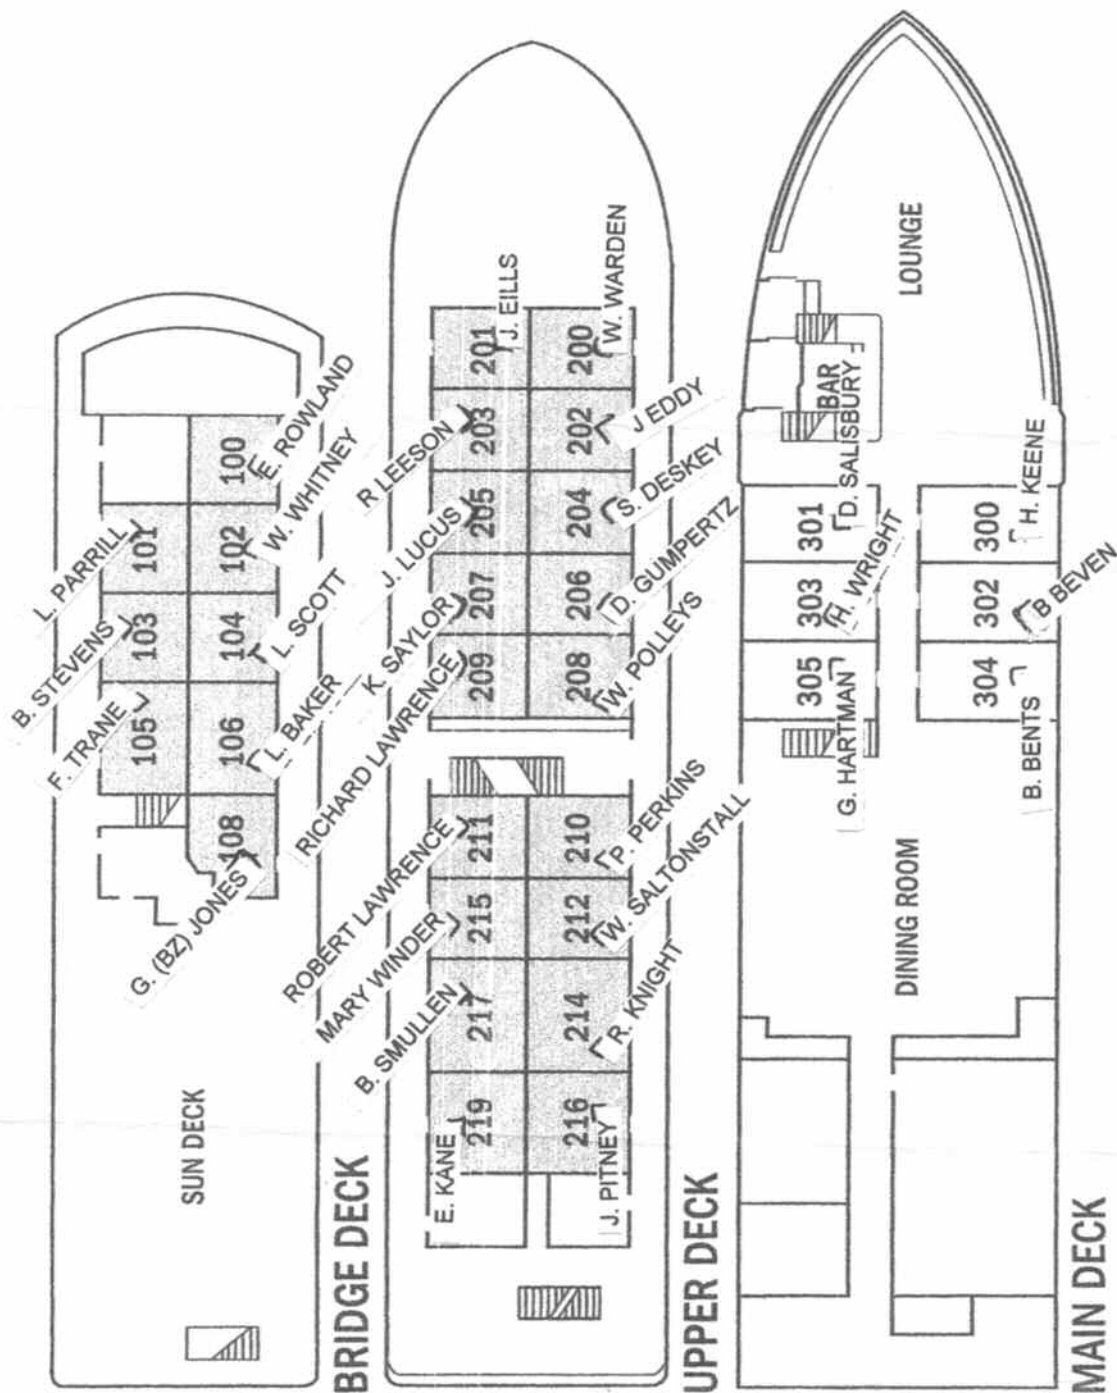 L. PARRILL
B. STEVENS
F. TRANE
101
103
105
100
102
104
106
108
E. ROWLAND
W. WHITNEY
L. SCOTT
L. BAKER
G. (BZ) JONES
SUN DECK
BRIDGE DECK
J. EILLS
R LEESON
J. LUCUS
K. SAYLOR
RICHARD LAWRENCE
ROBERT LAWRENCE
MARY WINDER
B. SMULLEN
E. KANE
201
203
205
207
209
211
215
217
219
200
202
204
206
208
210
212
214
216
W. WARDEN
J EDDY
S. DESKEY
D. GUMPERTZ
W. POLLEYS
P. PERKINS
W. SALTONSTALL
R. KNIGHT
J. PITNEY
UPPER DECK
LOUNGE
BAR
D. SALISBURY
H. WRIGHT
G. HARTMAN
301
303
305
300
302
304
H. KEENE
B BEVEN
B. BENTS
DINING ROOM
MAIN DECK